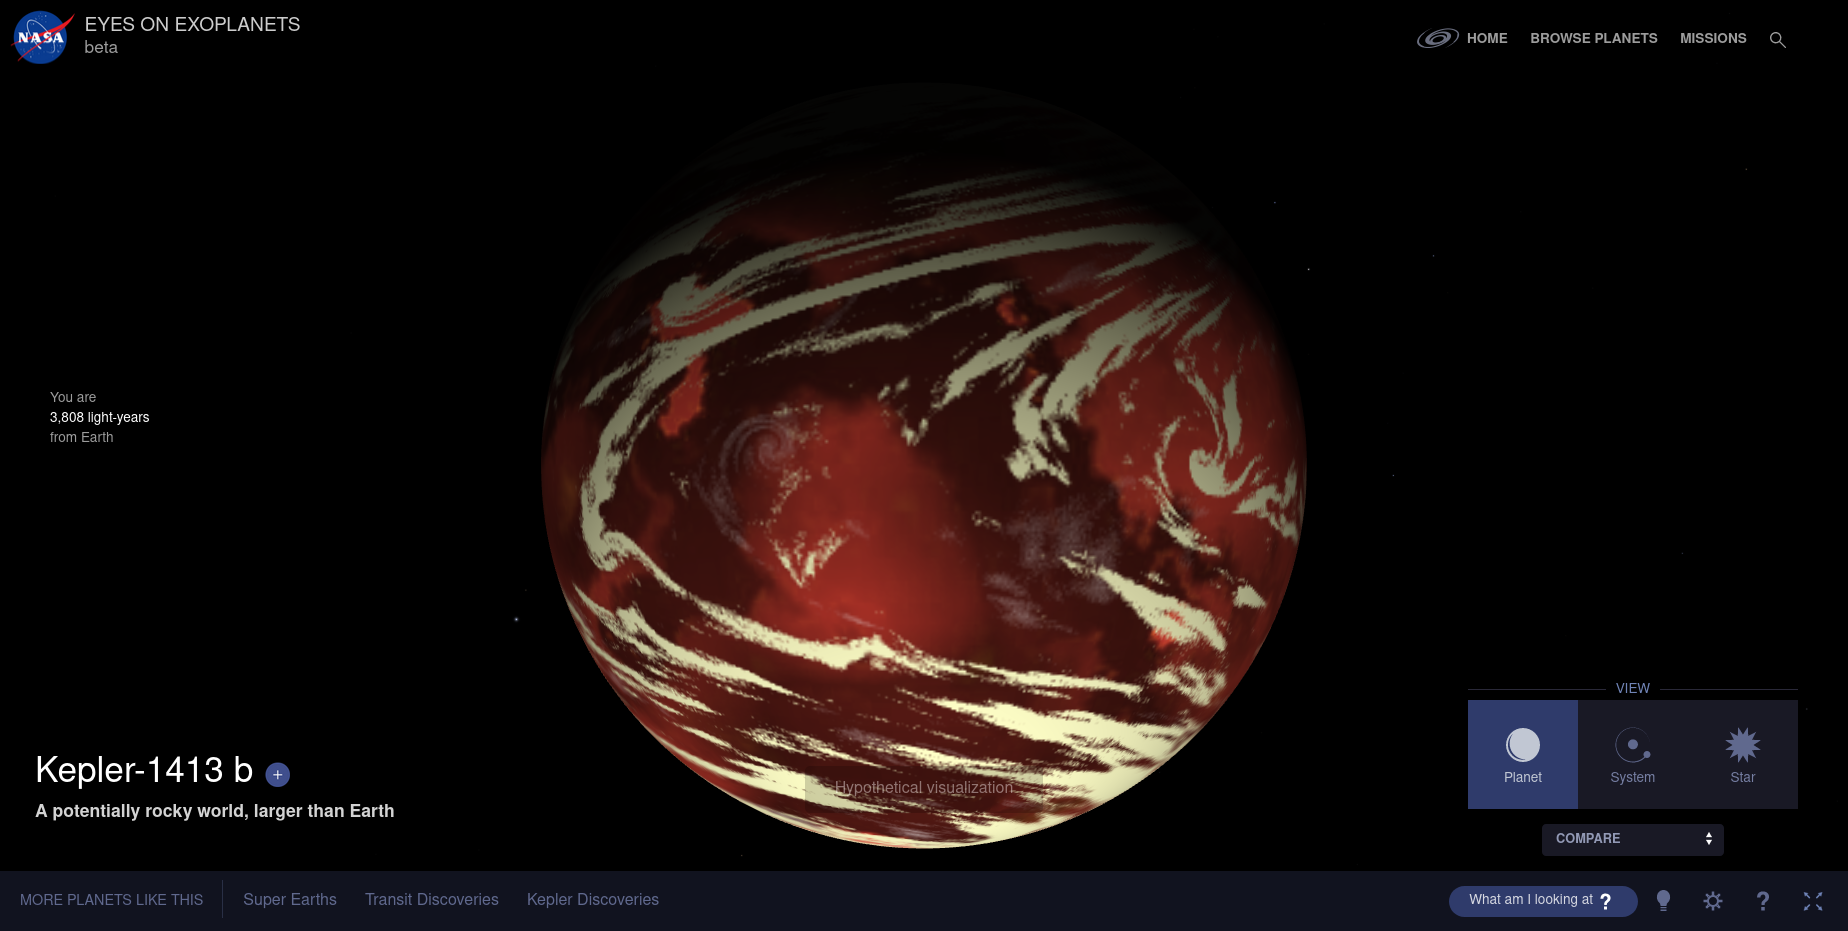 NASA
EYES ON EXOPLANETS
beta
HOME
BROWSE PLANETS
MISSIONS
You are
3,808 light-years
from Earth
Kepler-1413 b +
A potentially rocky world, larger than Earth
Hypothetical visualization
VIEW
Planet
System
Star
COMPARE
MORE PLANETS LIKE THIS
Super Earths
Transit Discoveries
Kepler Discoveries
What am I looking at ?
?